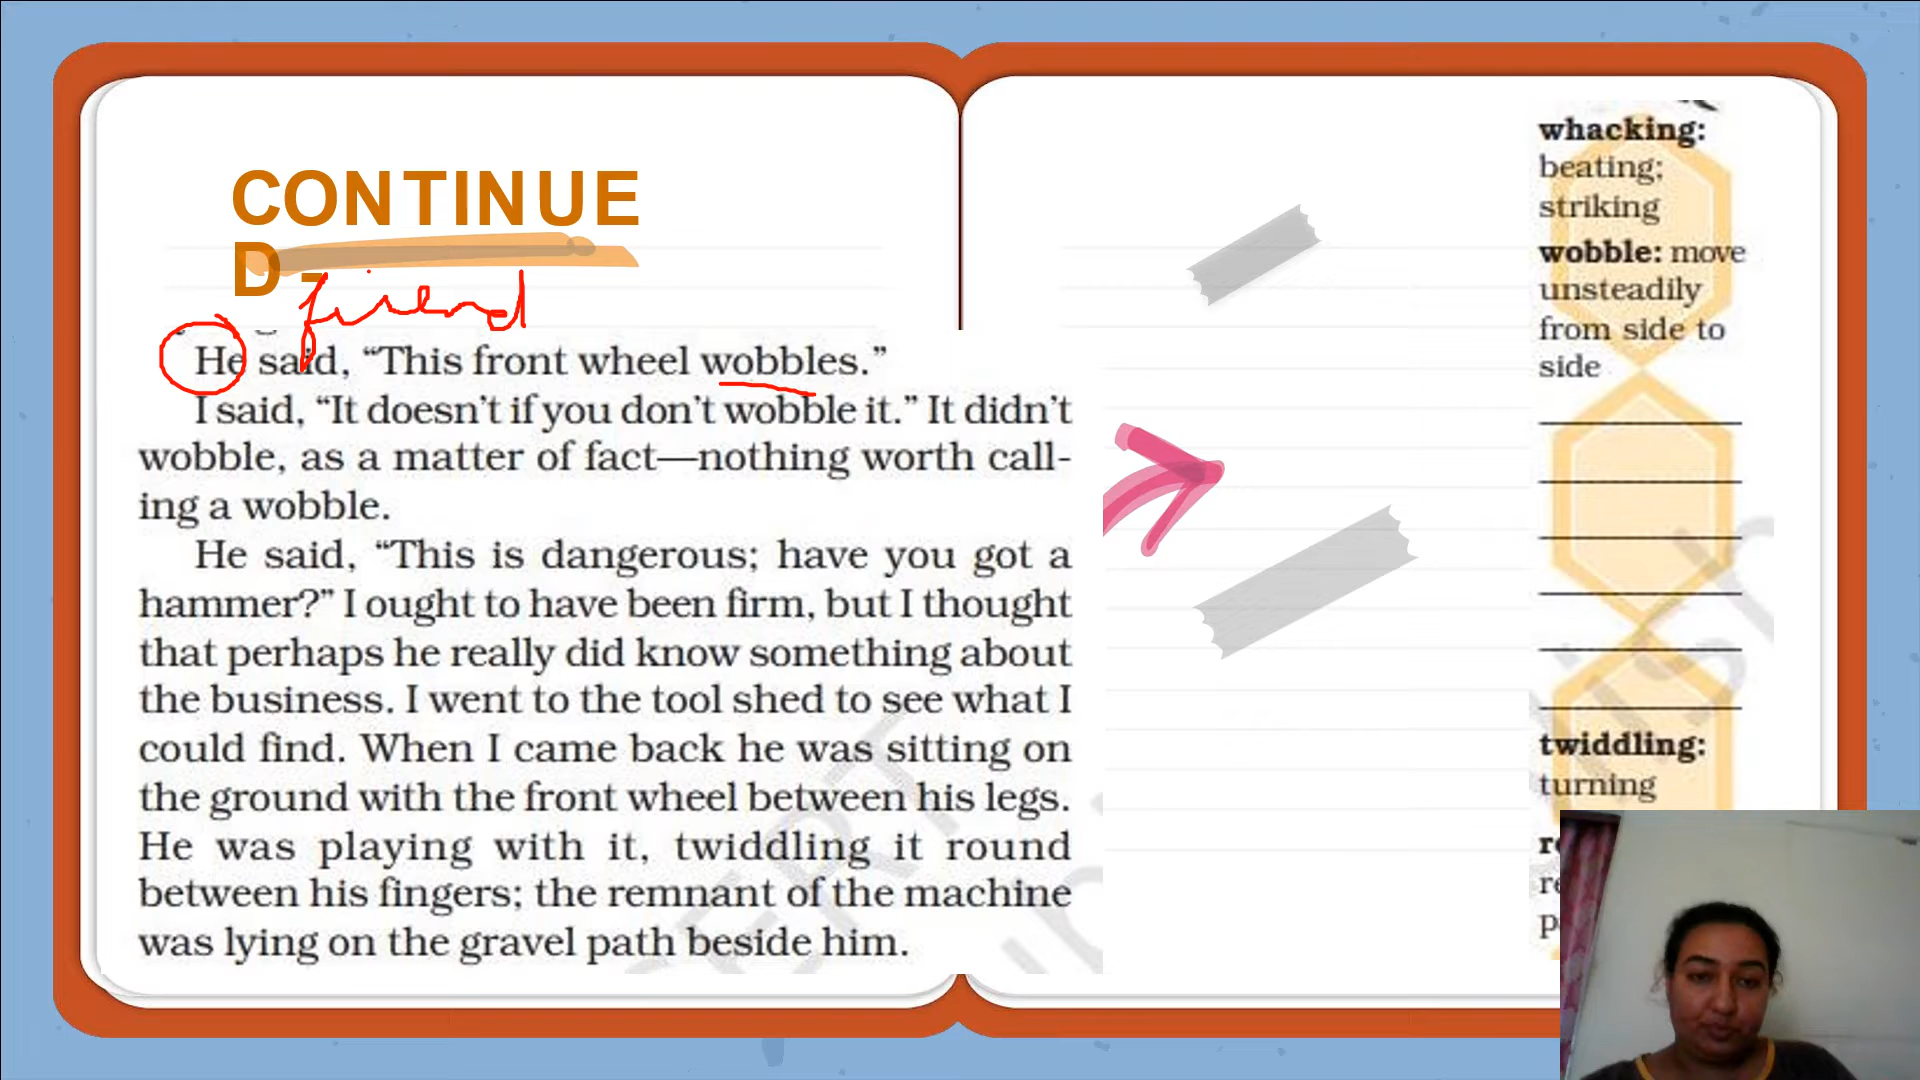 CONTINUE
D -
friend
He said, “This front wheel wobbles.”
I said, “It doesn't if you don't wobble it.” It didn't
wobble, as a matter of fact—nothing worth call-
ing a wobble.
He said, “This is dangerous; have you got a
hammer?” I ought to have been firm, but I thought
that perhaps he really did know something about
the business. I went to the tool shed to see what I
could find. When I came back he was sitting on
the ground with the front wheel between his legs.
He was playing with it, twiddling it round
between his fingers; the remnant of the machine
was lying on the gravel path beside him.
whacking:
beating;
striking
wobble: move
unsteadily
from side to
side
twiddling:
turning